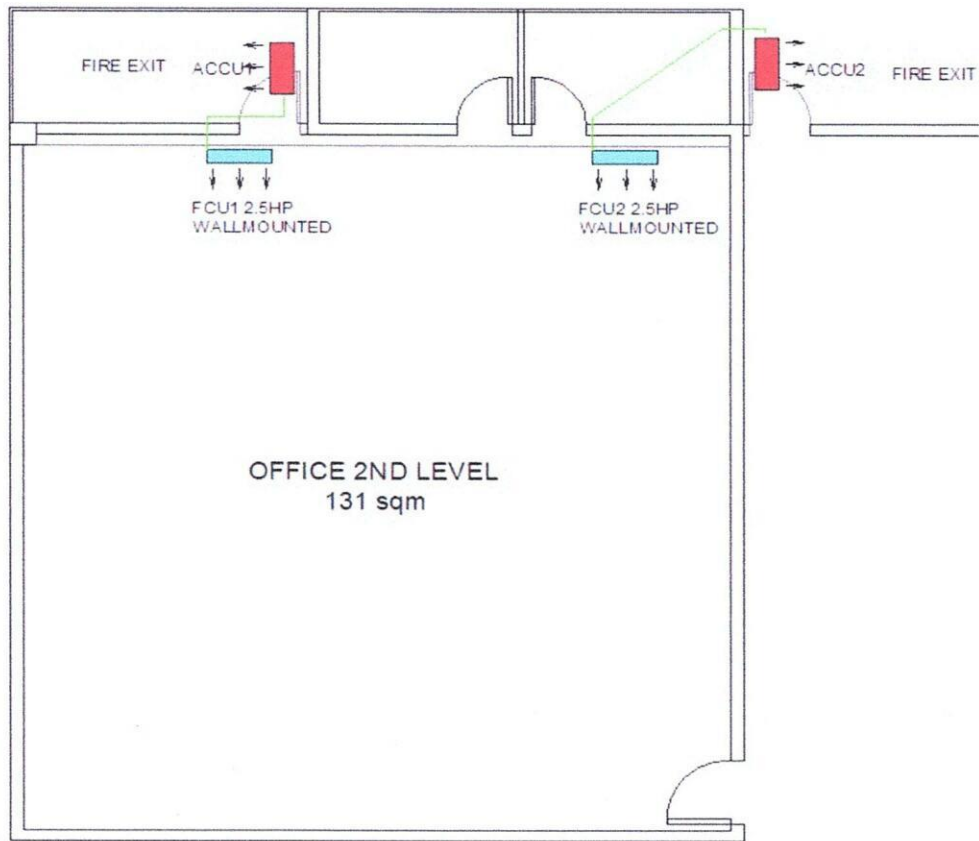 FIRE EXIT
ACCU1
ACCU2
FIRE EXIT
FCU1 2.5HP
WALLMOUNTED
FCU2 2.5HP
WALLMOUNTED
OFFICE 2ND LEVEL
131 sqm